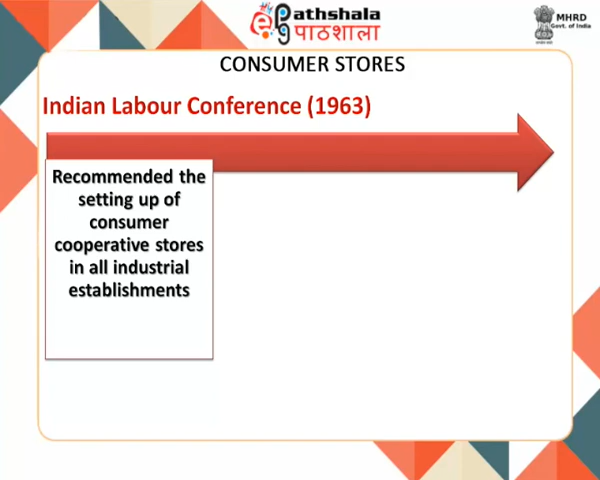 ePathshala
पाठशाला
MHRD
Govt. of India
CONSUMER STORES
Indian Labour Conference (1963)
Recommended the
setting up of
consumer
cooperative stores
in all industrial
establishments